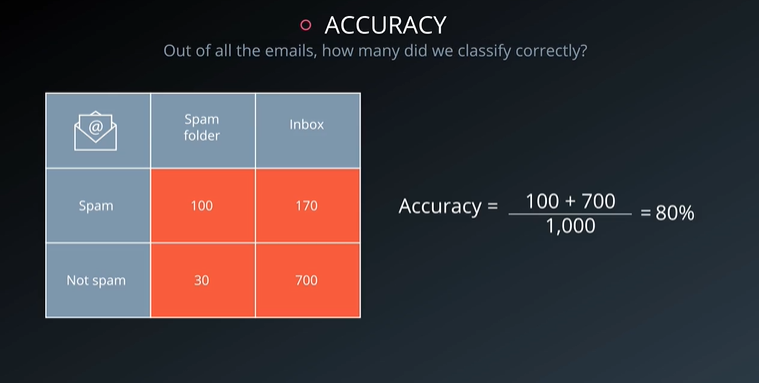 ACCURACY
Out of all the emails, how many did we classify correctly?
@
Spam
folder
Inbox
Spam
100
170
Not spam
30
700
Accuracy =
100 + 700
1,000
= 80%